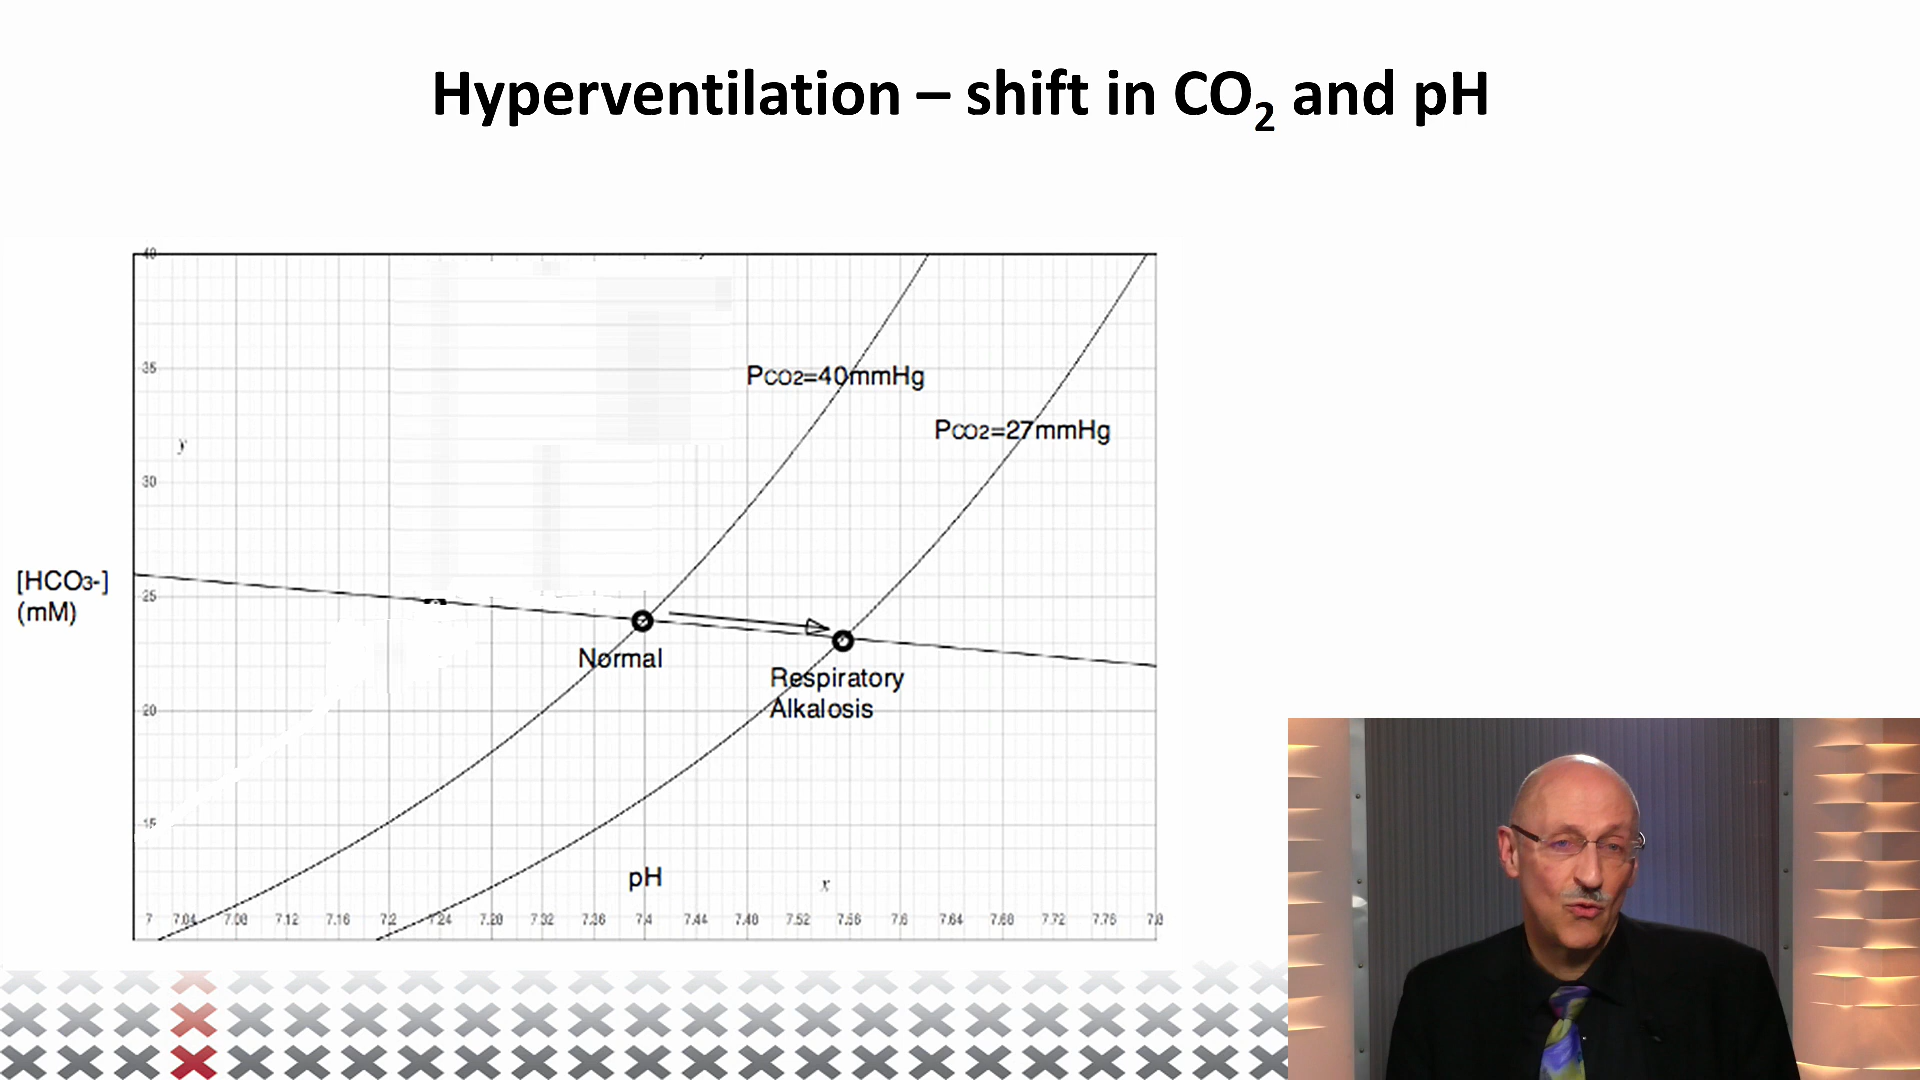 Hyperventilation – shift in CO₂ and pH
40
35
PCO2=40mmHg
PCO2=27mmHg
y
30
[HCO3-]
(mM)
25
Normal
Respiratory
Alkalosis
20
15
pH
x
7 7.04 7.08 7.12 7.16 7.2 7.24 7.28 7.32 7.36 7.4 7.44 7.48 7.52 7.56 7.6 7.64 7.68 7.72 7.76 7.8